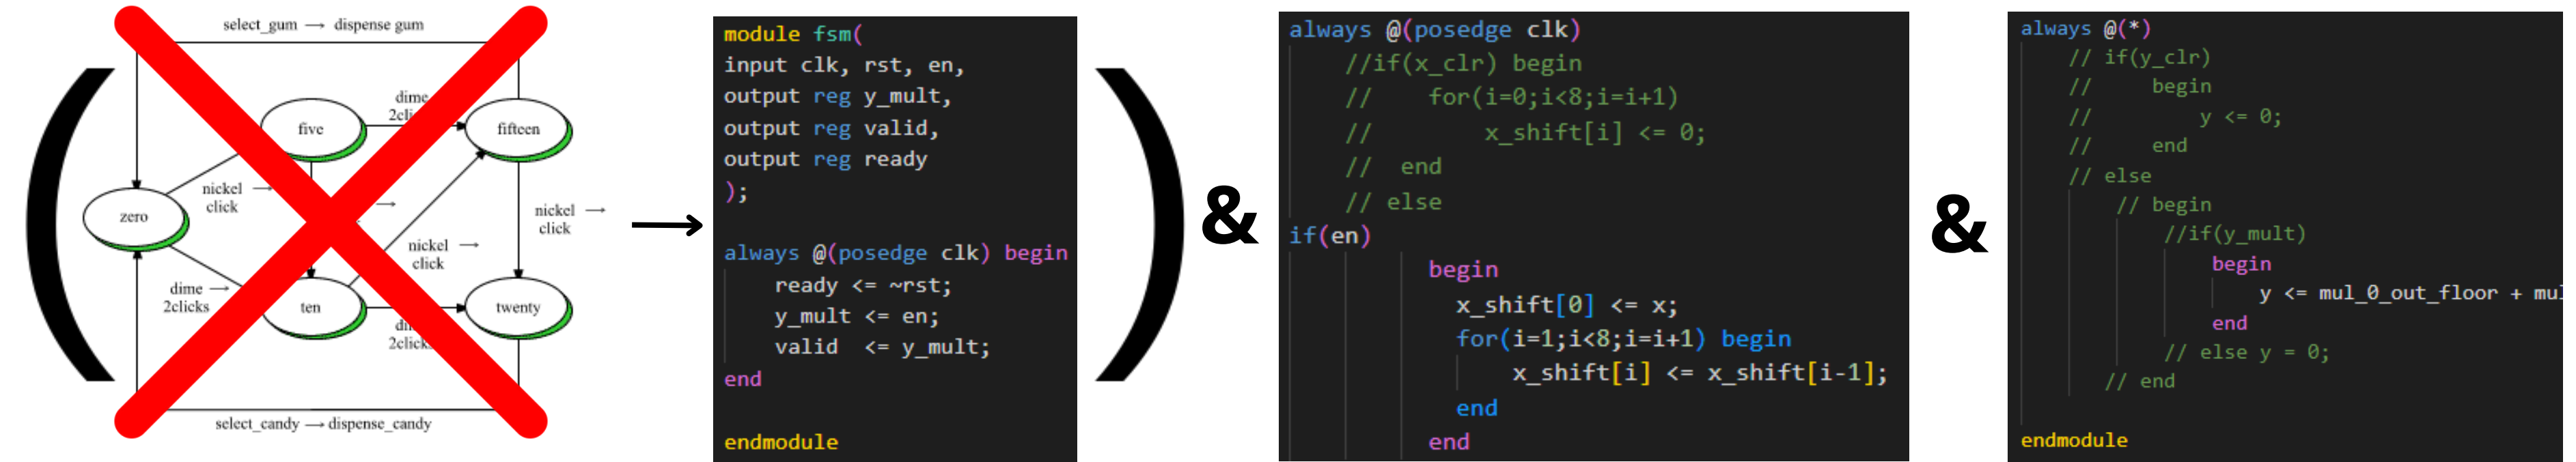 select_gum → dispense gum
(
five
dime
fifteen
nickel →
click
zero
→
nickel →
click
nickel →
click
dime →
2clicks
ten
twenty
select_candy → dispense_candy
→
module fsm(
input clk, rst, en,
output reg y_mult,
output reg valid,
output reg ready
);
always @(posedge clk) begin
ready <= ~rst;
y_mult <= en;
valid  <= y_mult;
end
endmodule
)
&
always @(posedge clk)
//if(x_clr) begin
//    for(i=0;i<8;i=i+1)
//        x_shift[i] <= 0;
//  end
// else
if(en)
begin
x_shift[0] <= x;
for(i=1;i<8;i=i+1) begin
x_shift[i] <= x_shift[i-1];
end
end
&
always @(*)
// if(y_clr)
//     begin
//         y <= 0;
//     end
// else
// begin
//if(y_mult)
begin
y <= mul_0_out_floor +
end
// else y = 0;
// end
endmodule